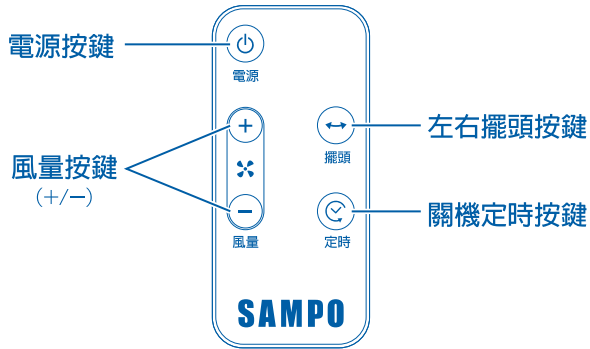 電源按鍵
電源
風量按鍵
(+/−)
+
−
風量
左右擺頭按鍵
擺頭
關機定時按鍵
定時
SAMPO